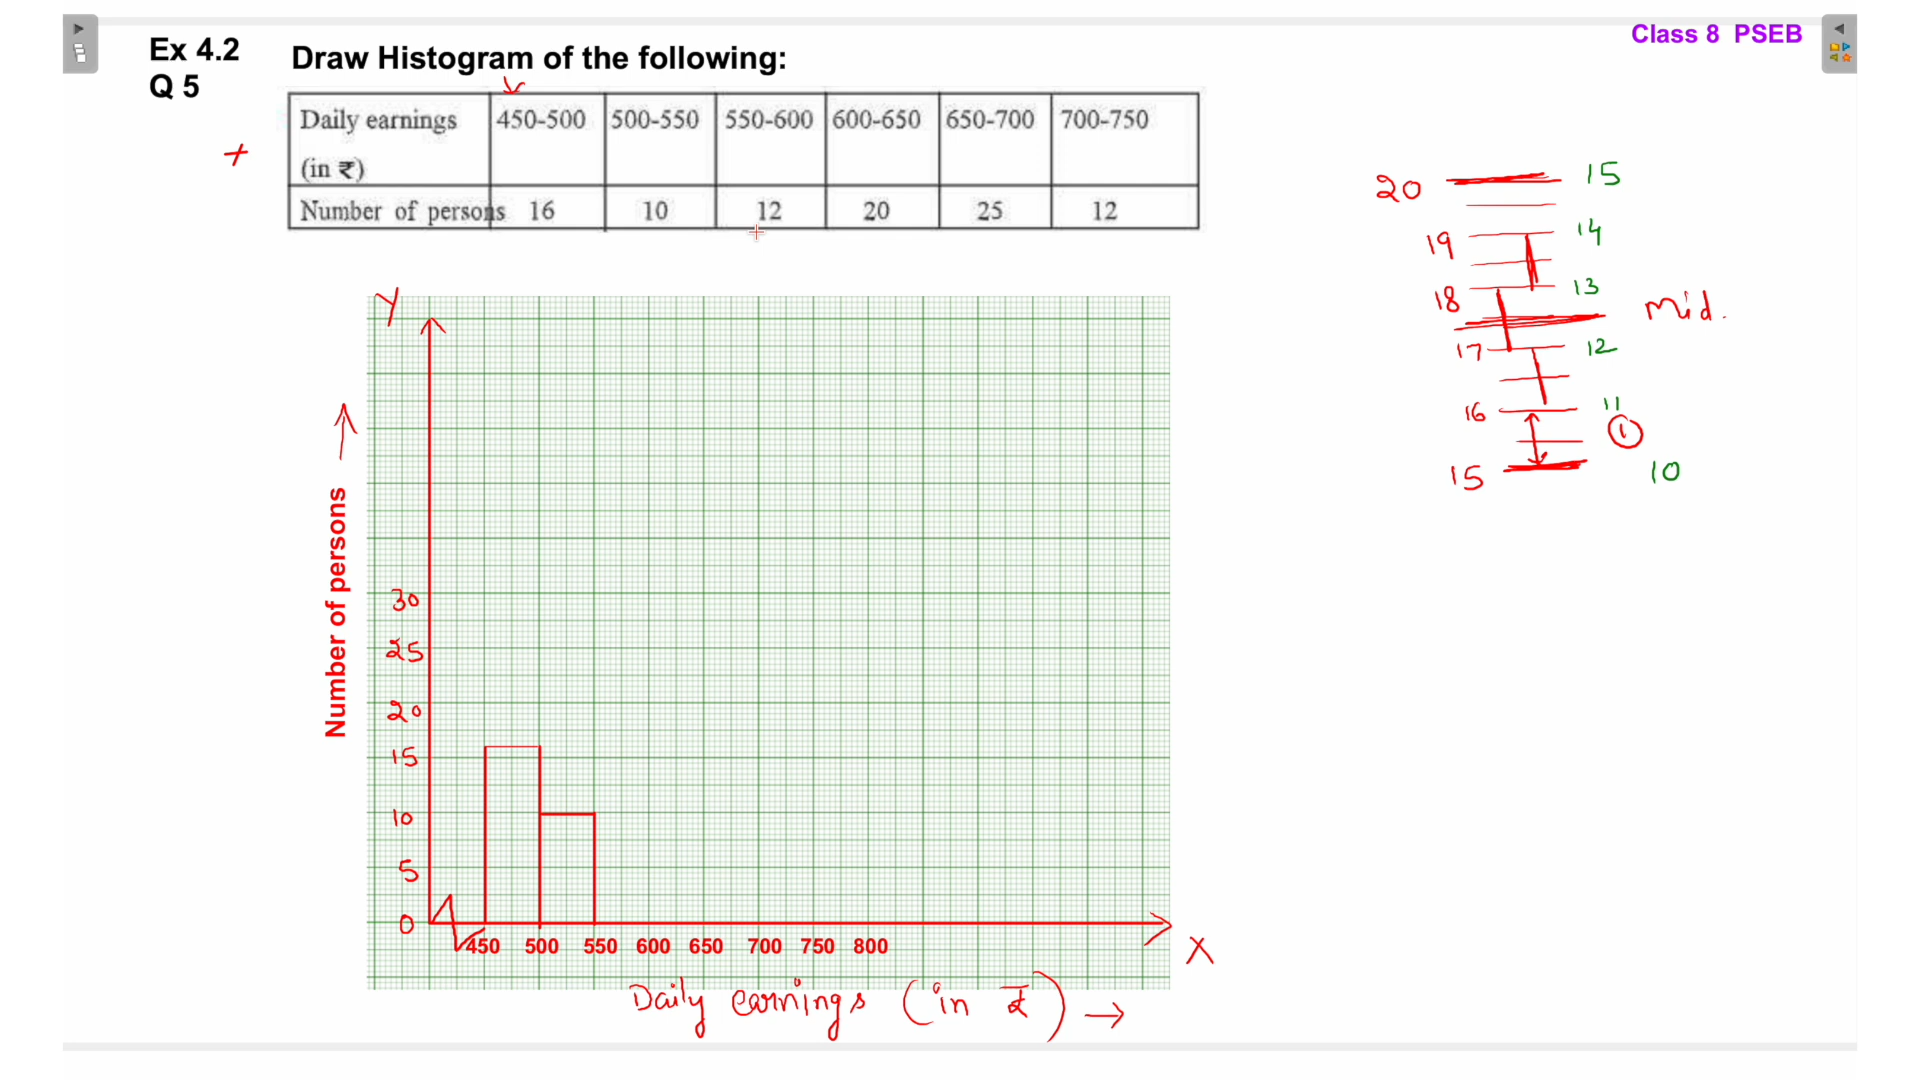 Class 8 PSEB
Ex 4.2
Q 5
Draw Histogram of the following:
Daily earnings (in ₹) 450-500 500-550 550-600 600-650 650-700 700-750
Number of persons 16 10 12 20 25 12
20 15
19 14
18 13
Mid.
17 12
16 11
1
15 10
Y
Number of persons
30
25
20
15
10
5
0
450 500 550 600 650 700 750 800
X
Daily earnings (in ₹)